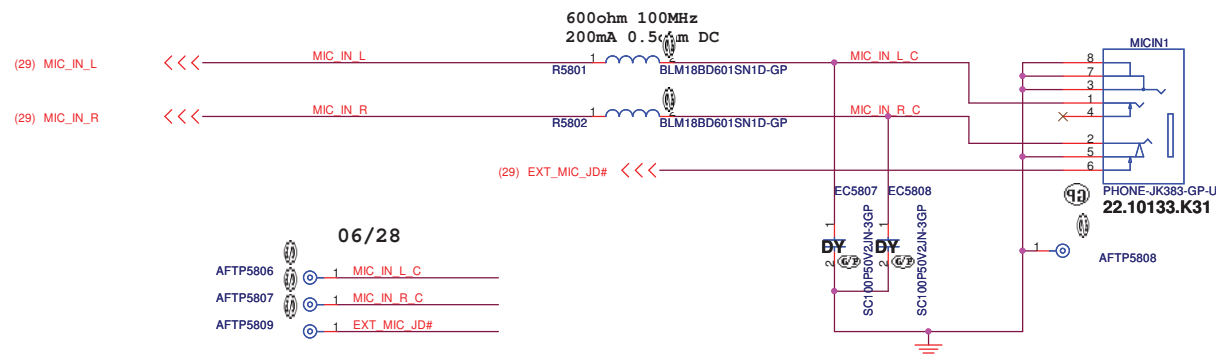 600ohm 100MHz
200mA 0.5ohm DC
MICIN1
(29) MIC_IN_L
MIC_IN_L
1
2
R5801
BLM18BD601SN1D-GP
MIC_IN_L_C
8
7
3
1
4
2
5
6
(29) MIC_IN_R
MIC_IN_R
1
R5802
BLM18BD601SN1D-GP
MIC_IN_R_C
(29) EXT_MIC_JD#
PHONE-JK383-GP-U
22.10133.K31
EC5807
EC5808
1
1
DY
DY
2
2
SC100P50V2JN-3GP
SC100P50V2JN-3GP
1
AFTP5808
06/28
AFTP5806
1
MIC_IN_L_C
AFTP5807
1
MIC_IN_R_C
AFTP5809
1
EXT_MIC_JD#